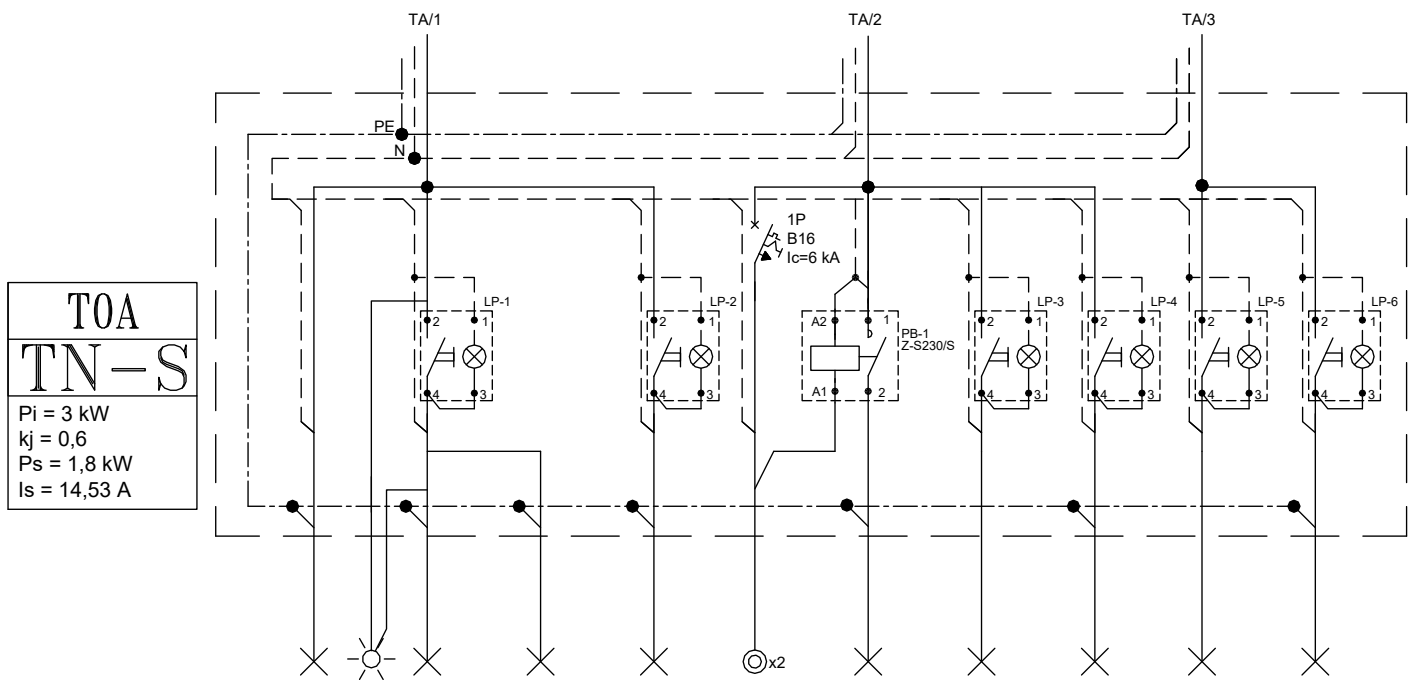 TA/1
TA/2
TA/3
PE
N
1P
B16
Ic=6 kA
TOA
TN-S
Pi = 3 kW
kj = 0,6
Ps = 1,8 kW
Is = 14,53 A
LP-1
2 1
4 3
LP-2
2 1
4 3
A2 1
PB-1
Z-S230/S
A1 2
LP-3
2 1
4 3
LP-4
2 1
4 3
LP-5
2 1
4 3
LP-6
2 1
4 3
x2